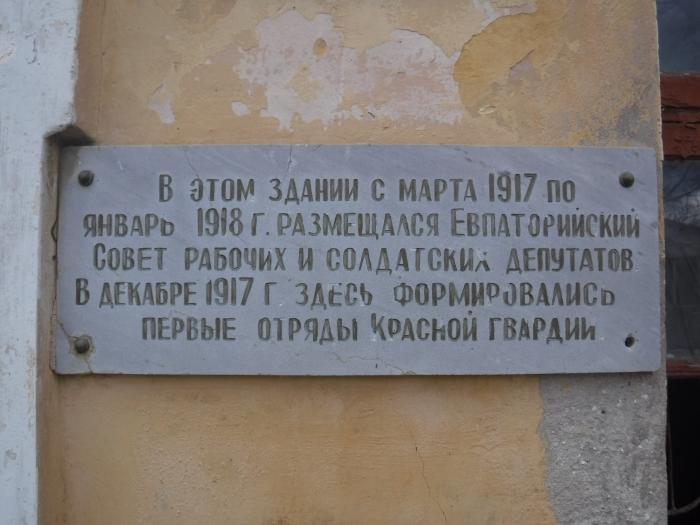 В ЭТОМ ЗДАНИИ С МАРТА 1917 ПО
ЯНВАРЬ 1918 Г. РАЗМЕЩАЛСЯ ЕВПАТОРИЙСКИЙ
СОВЕТ РАБОЧИХ И СОЛДАТСКИХ ДЕПУТАТОВ
В ДЕКАБРЕ 1917 Г. ЗДЕСЬ ФОРМИРОВАЛИСЬ
ПЕРВЫЕ ОТРЯДЫ КРАСНОЙ ГВАРДИИ